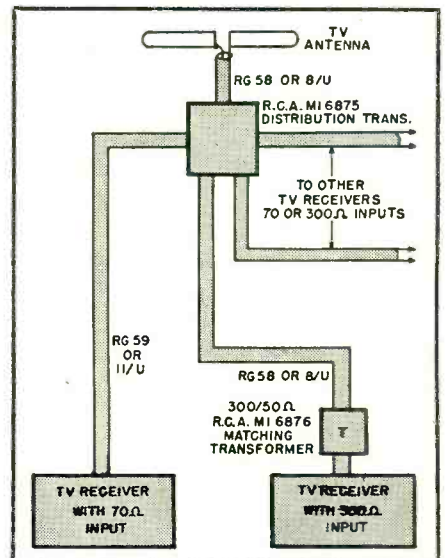 TV
ANTENNA
RG 58 OR 8/U
R.C.A. MI 6875
DISTRIBUTION TRANS.
TO OTHER
TV RECEIVERS
70 OR 300Ω INPUTS
RG 59
OR
11/U
RG 58 OR 8/U
300/50Ω
R.C.A. MI 6876
MATCHING
TRANSFORMER
T
TV RECEIVER
WITH 70Ω
INPUT
TV RECEIVER
WITH 300Ω
INPUT